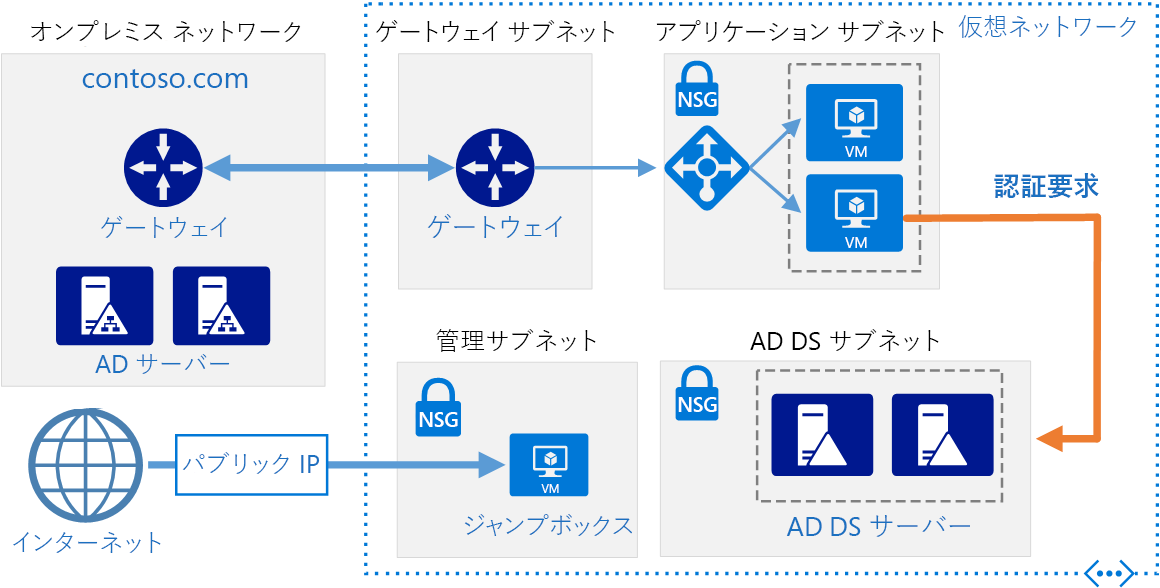 オンプレミス ネットワーク
contoso.com
ゲートウェイ
AD サーバー
インターネット
パブリック IP
仮想ネットワーク
ゲートウェイ サブネット
ゲートウェイ
アプリケーション サブネット
NSG
VM
VM
認証要求
管理サブネット
NSG
VM
ジャンプボックス
AD DS サブネット
NSG
AD DS サーバー